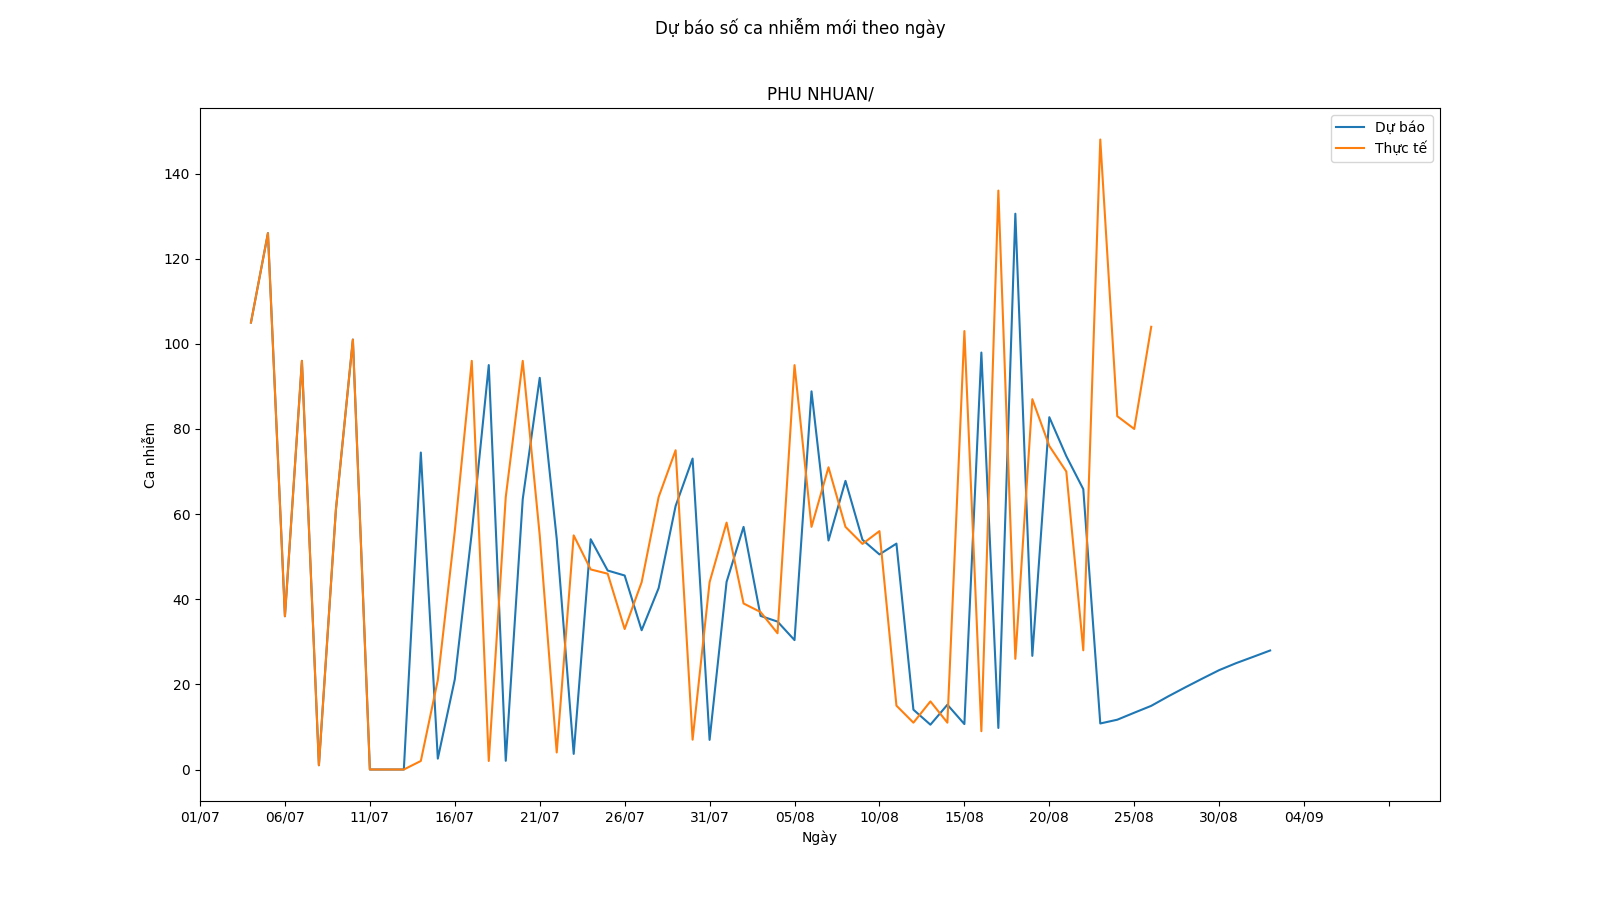 Dự báo số ca nhiễm mới theo ngày
PHU NHUAN/
Dự báo
Thực tế
140
120
100
80
60
40
20
0
Ca nhiễm
01/07 06/07 11/07 16/07 21/07 26/07 31/07 05/08 10/08 15/08 20/08 25/08 30/08 04/09
Ngày